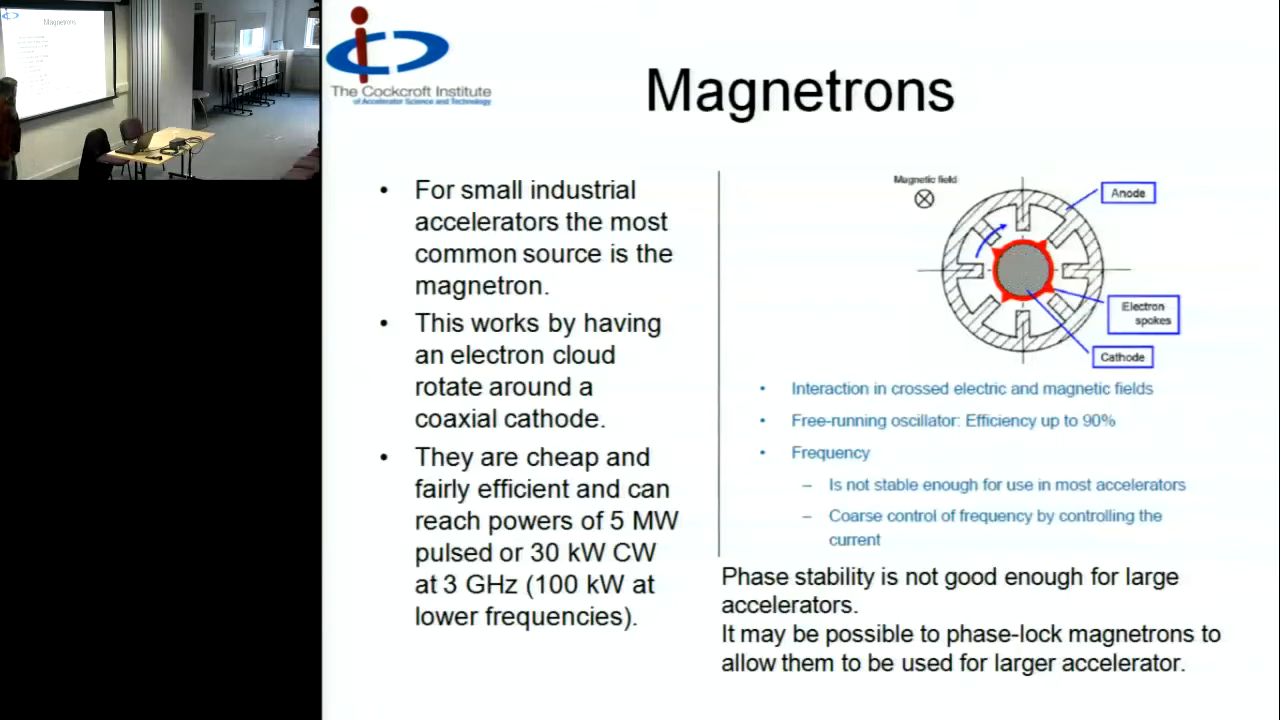 Magnetrons
The Cockcroft Institute
of Accelerator Science and Technology
Magnetrons
• For small industrial
accelerators the most
common source is the
magnetron.
• This works by having
an electron cloud
rotate around a
coaxial cathode.
• They are cheap and
fairly efficient and can
reach powers of 5 MW
pulsed or 30 kW CW
at 3 GHz (100 kW at
lower frequencies).
Magnetic field
Anode
Electron
spokes
Cathode
• Interaction in crossed electric and magnetic fields
• Free-running oscillator: Efficiency up to 90%
• Frequency
– Is not stable enough for use in most accelerators
– Coarse control of frequency by controlling the
current
Phase stability is not good enough for large
accelerators.
It may be possible to phase-lock magnetrons to
allow them to be used for larger accelerator.